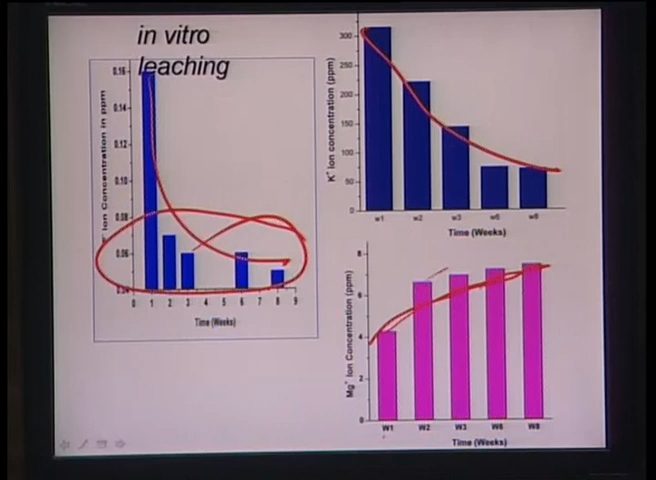 in vitro
leaching
Ion Concentration in ppm
0.16
0.14
0.12
0.10
0.08
0.06
0 1 2 3 4 5 6 7 8 9
Time (Weeks)
K+ Ion concentration (ppm)
300
250
200
150
100
50
0
w1 w2 w3 w6 w8
Time (Weeks)
Mg+ Ion Concentration (ppm)
8
6
4
2
0
W1 W2 W3 W6 W8
Time (Weeks)